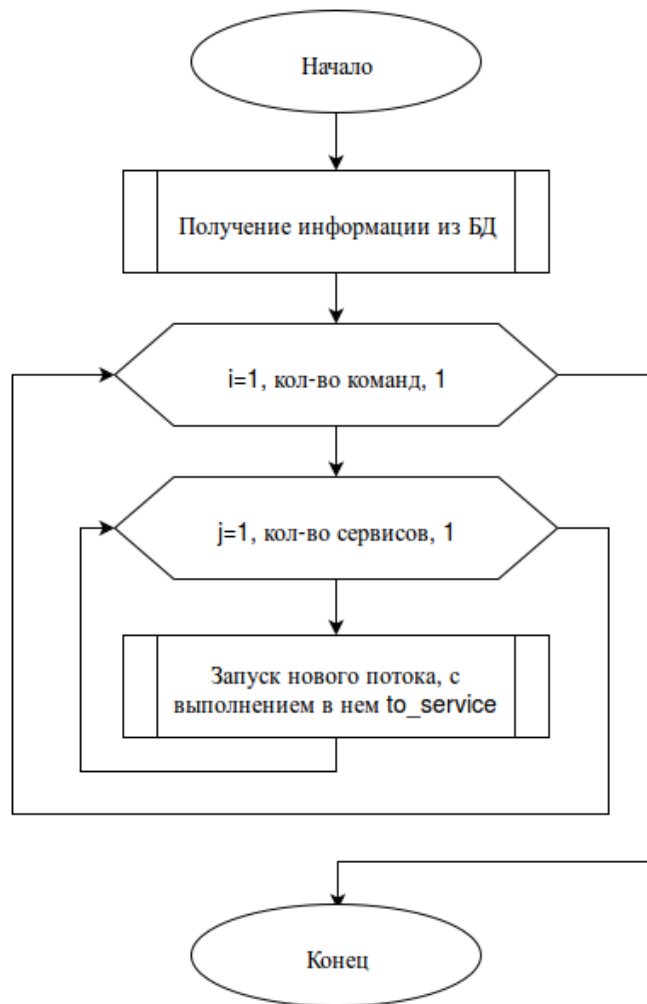 Начало
Получение информации из БД
i=1, кол-во команд, 1
j=1, кол-во сервисов, 1
Запуск нового потока, с
выполнением в нем to_service
Конец